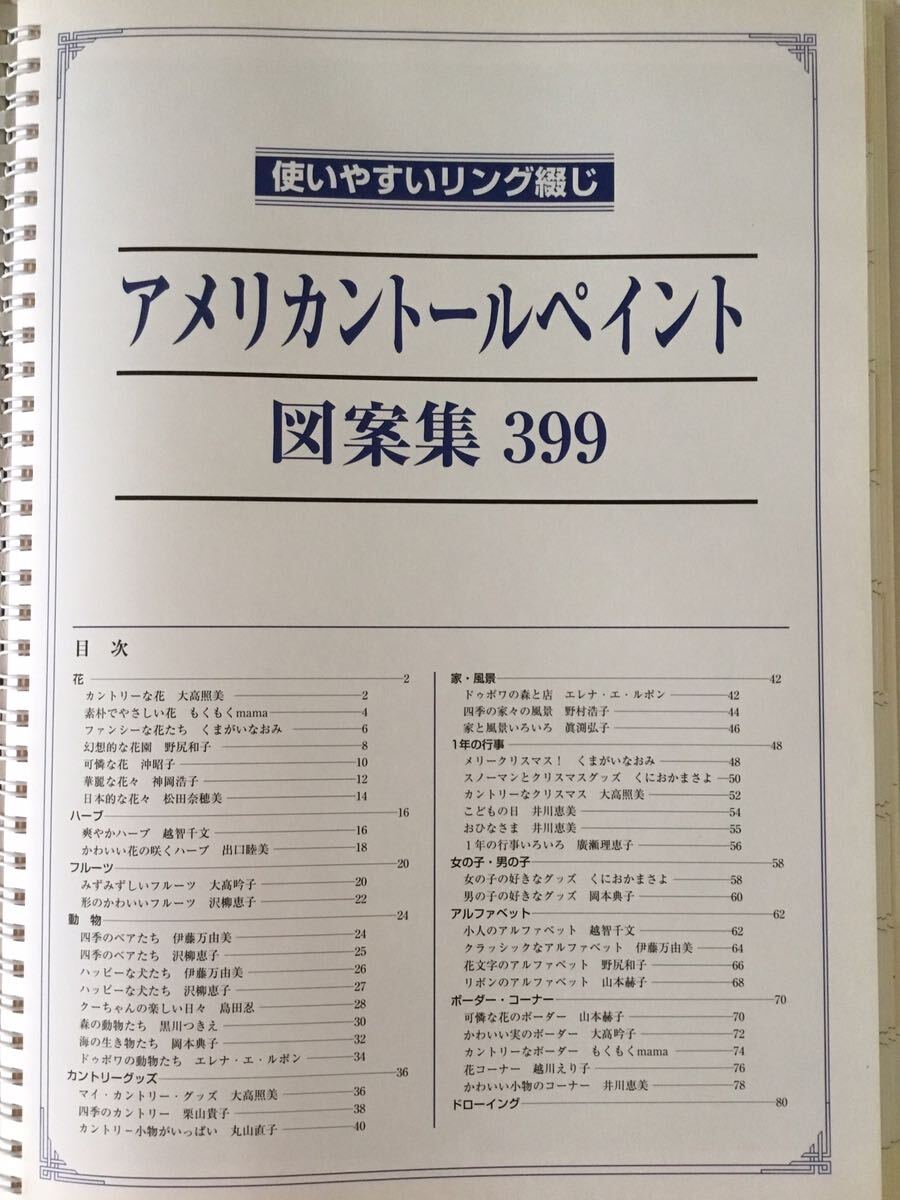 使いやすいリング綴じ
アメリカントールペイント
図案集 399
目 次
花 2
カントリーな花 大高照美 2
素朴でやさしい花 もくもくmama 4
ファンシーな花たち くまがいなおみ 6
幻想的な花園 野尻和子 8
可憐な花 沖昭子 10
華麗な花々 神岡浩子 12
日本的な花々 松田奈穂美 14
ハーブ 16
爽やかハーブ 越智千文 16
かわいい花の咲くハーブ 出口睦美 18
フルーツ 20
みずみずしいフルーツ 大高吟子 20
形のかわいいフルーツ 沢柳恵子 22
動 物 24
四季のベアたち 伊藤万由美 24
四季のベアたち 沢柳恵子 25
ハッピーな犬たち 伊藤万由美 26
ハッピーな犬たち 沢柳恵子 27
クーちゃんの楽しい日々 島田忍 28
森の動物たち 黒川つきえ 30
海の生き物たち 岡本典子 32
ドゥボワの動物たち エレナ・エ・ルボン 34
カントリーグッズ 36
マイ・カントリー・グッズ 大高照美 36
四季のカントリー 栗山貴子 38
カントリー小物がいっぱい 丸山直子 40
家・風景 42
ドゥボワの森と店 エレナ・エ・ルボン 42
四季の家々の風景 野村浩子 44
家と風景いろいろ 眞渕弘子 46
1年の行事 48
メリークリスマス! くまがいなおみ 48
スノーマンとクリスマスグッズ くにおかまさよ 50
カントリーなクリスマス 大高照美 52
こどもの日 井川恵美 54
おひなさま 井川恵美 55
1年の行事いろいろ 廣瀬理恵子 56
女の子・男の子 58
女の子の好きなグッズ くにおかまさよ 58
男の子の好きなグッズ 岡本典子 60
アルファベット 62
小人のアルファベット 越智千文 62
クラッシックなアルファベット 伊藤万由美 64
花文字のアルファベット 野尻和子 66
リボンのアルファベット 山本赫子 68
ボーダー・コーナー 70
可憐な花のボーダー 山本赫子 70
かわいい実のボーダー 大高吟子 72
カントリーなボーダー もくもくmama 74
花コーナー 越川えり子 76
かわいい小物のコーナー 井川恵美 78
ドローイング 80